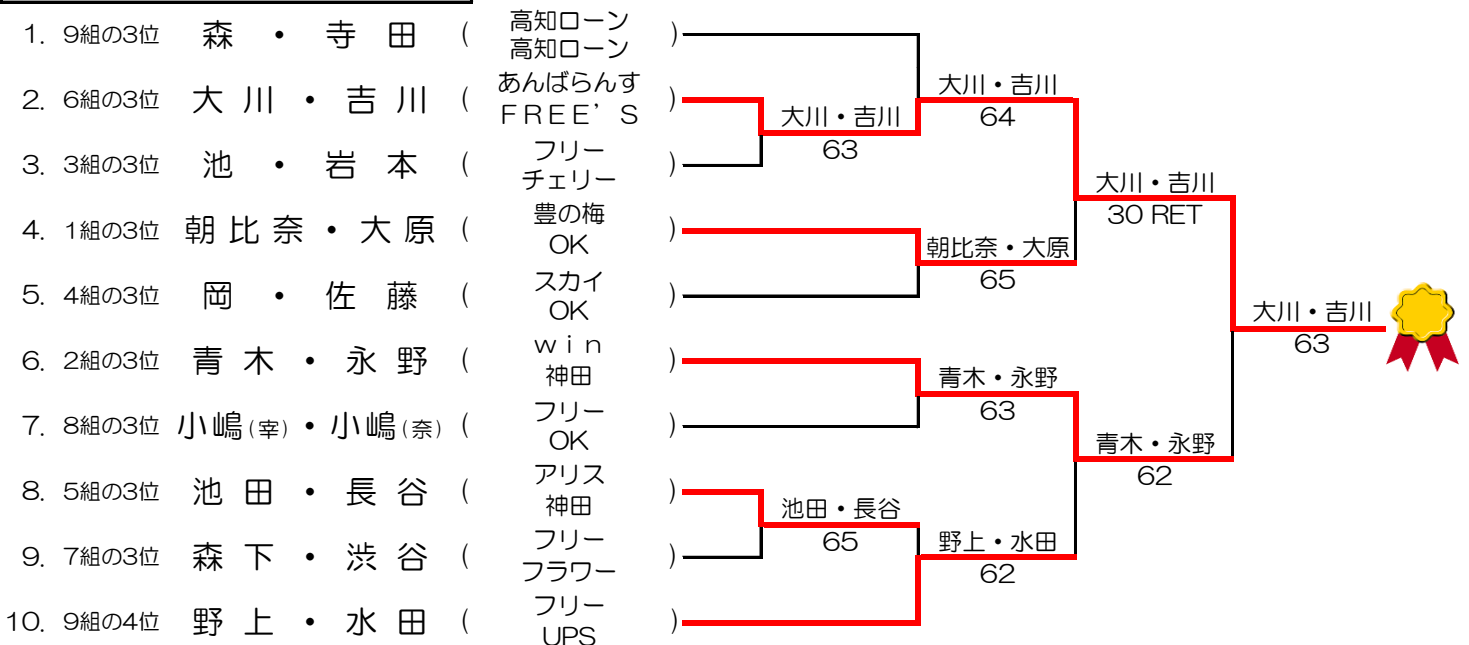 高知ローン
1. 9組の3位 森 ・ 寺 田 ( )
高知ローン
あんばらんす
2. 6組の3位 大 川 ・ 吉 川 ( )
FREE’S
3. 3組の3位 池 ・ 岩 本 ( フリー )
チェリー
4. 1組の3位 朝 比 奈 ・ 大 原 ( 豊の梅 )
OK
5. 4組の3位 岡 ・ 佐 藤 ( スカイ )
OK
6. 2組の3位 青 木 ・ 永 野 ( win )
神田
7. 8組の3位 小嶋(宰) ・ 小嶋(奈) ( フリー )
OK
8. 5組の3位 池 田 ・ 長 谷 ( アリス )
神田
9. 7組の3位 森 下 ・ 渋 谷 ( フリー )
フラワー
10. 9組の4位 野 上 ・ 水 田 ( フリー )
UPS
大川・吉川
63
池田・長谷
65
大川・吉川
64
朝比奈・大原
65
青木・永野
63
野上・水田
62
大川・吉川
30 RET
青木・永野
62
大川・吉川
63